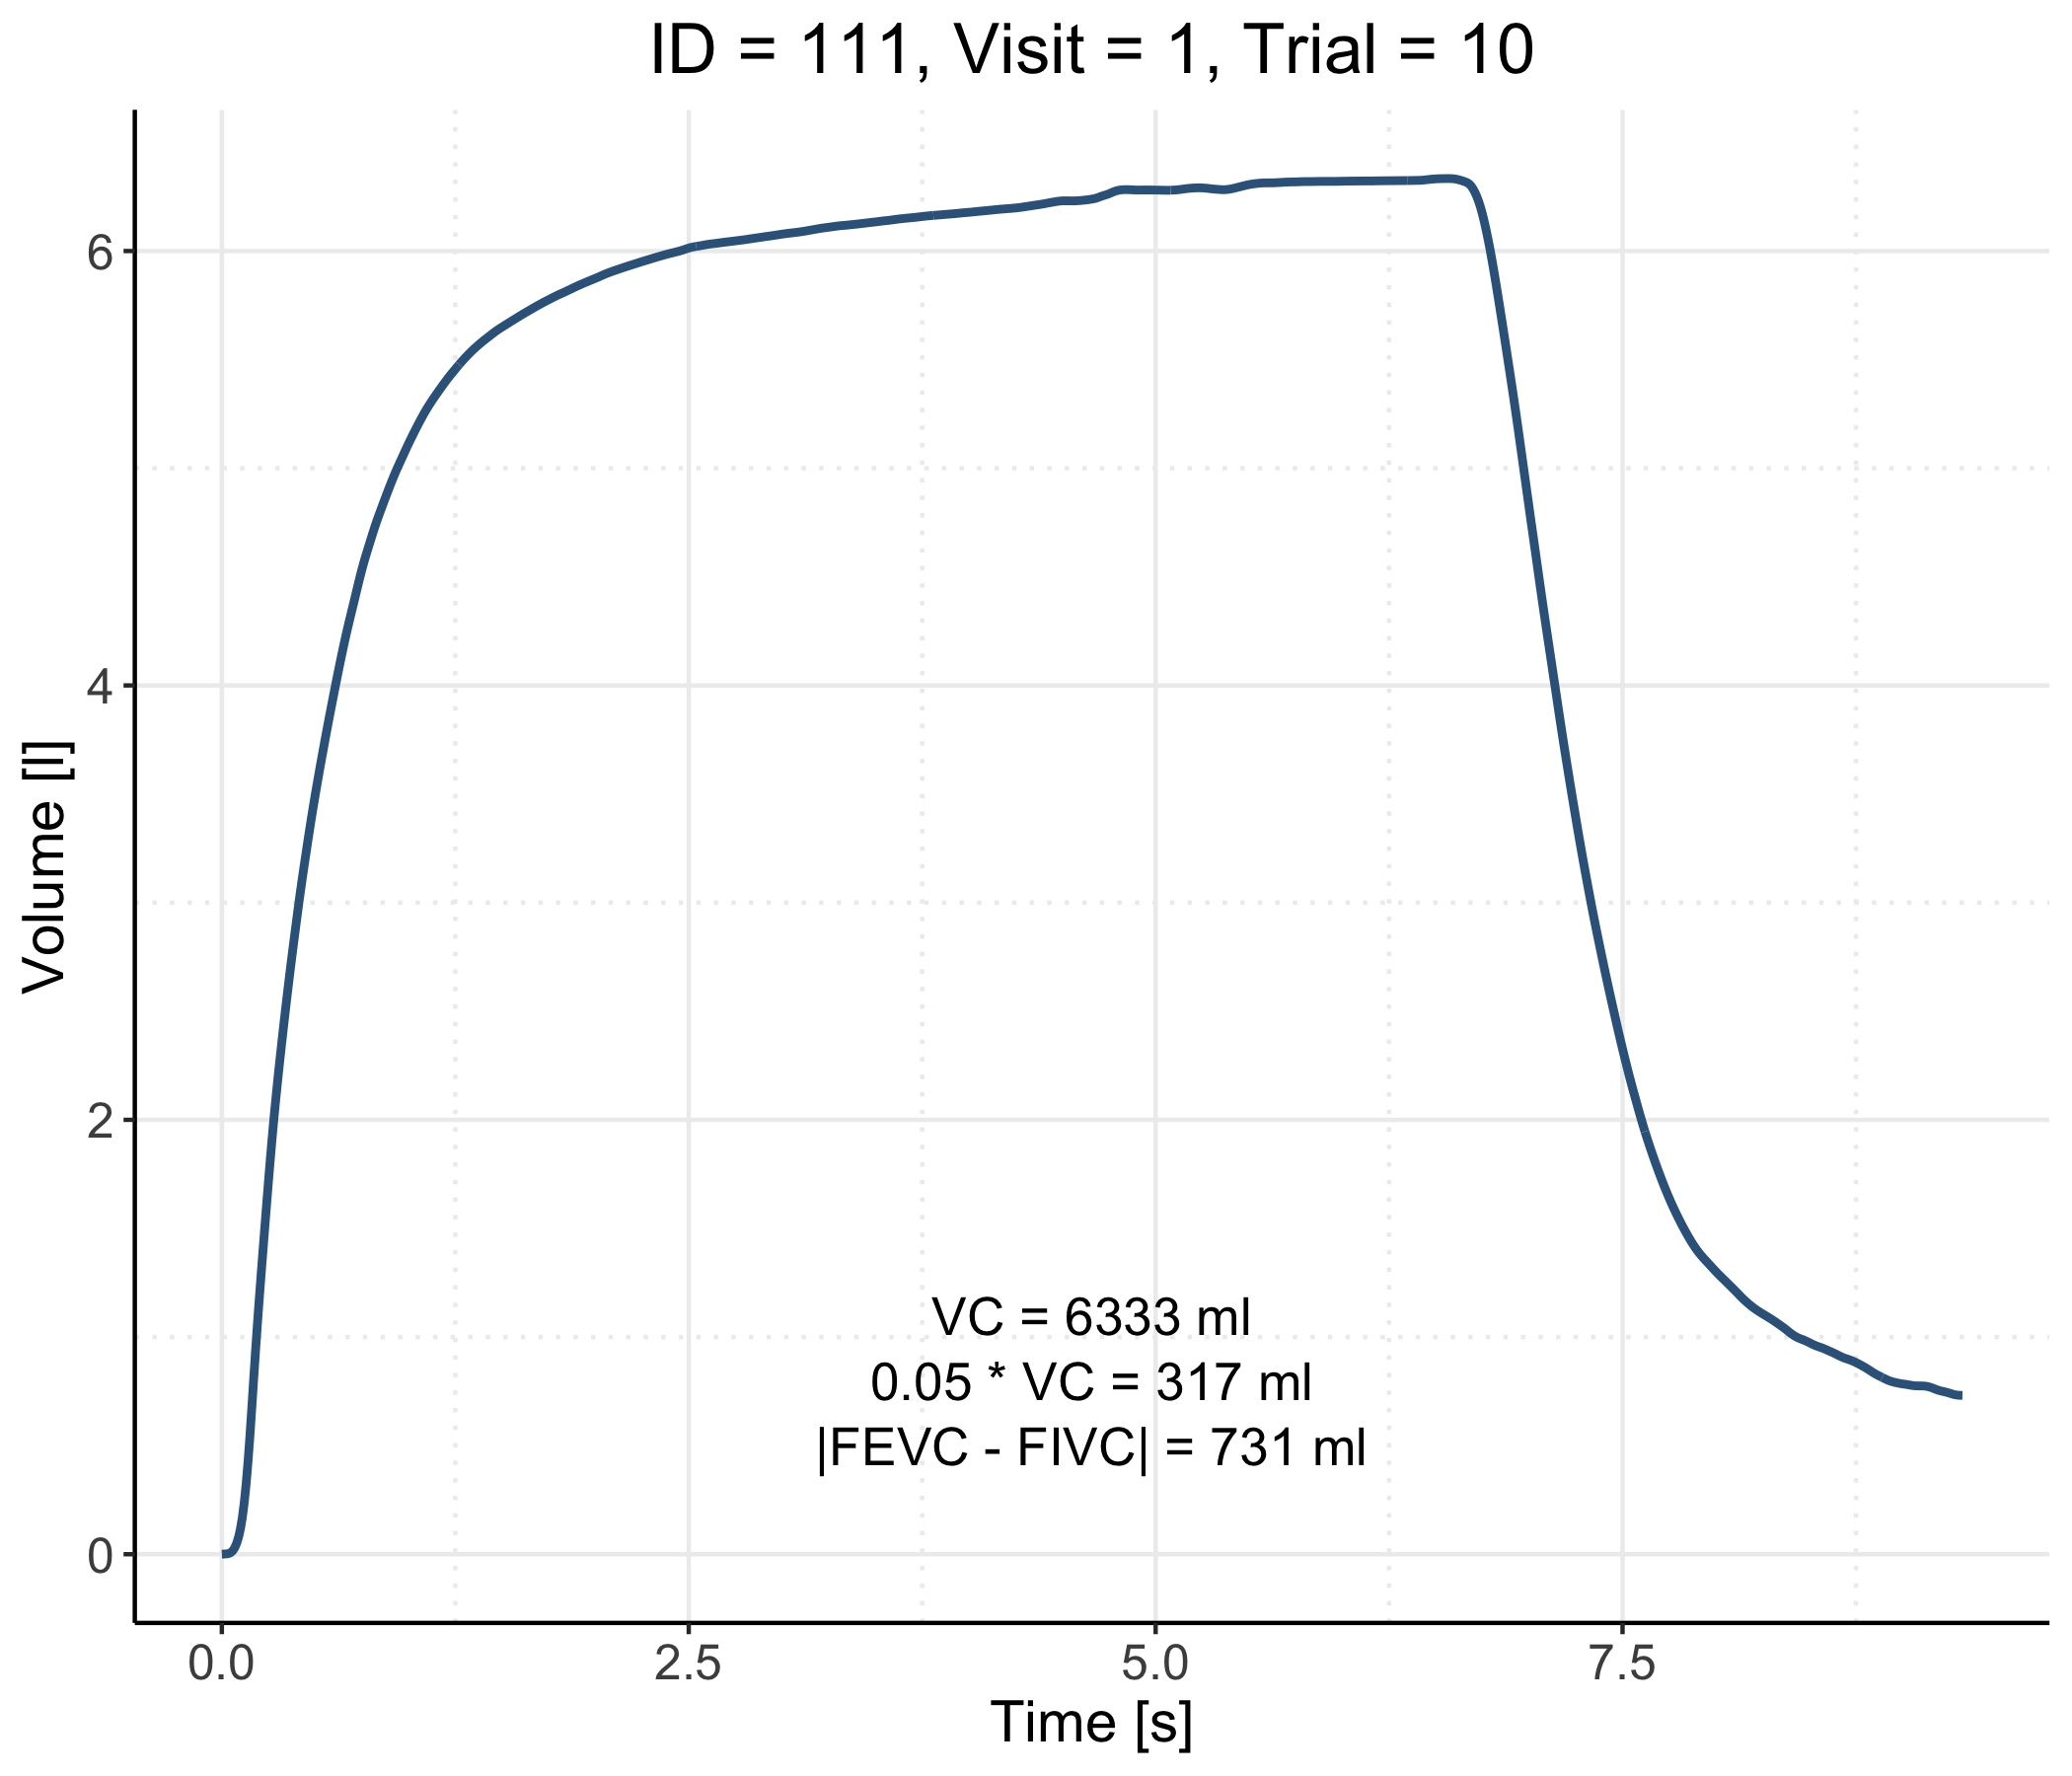 ID = 111, Visit = 1, Trial = 10
6
4
2
0
Volume [l]
VC = 6333 ml
0.05 * VC = 317 ml
|FEVC - FIVC| = 731 ml
0.0 2.5 5.0 7.5
Time [s]